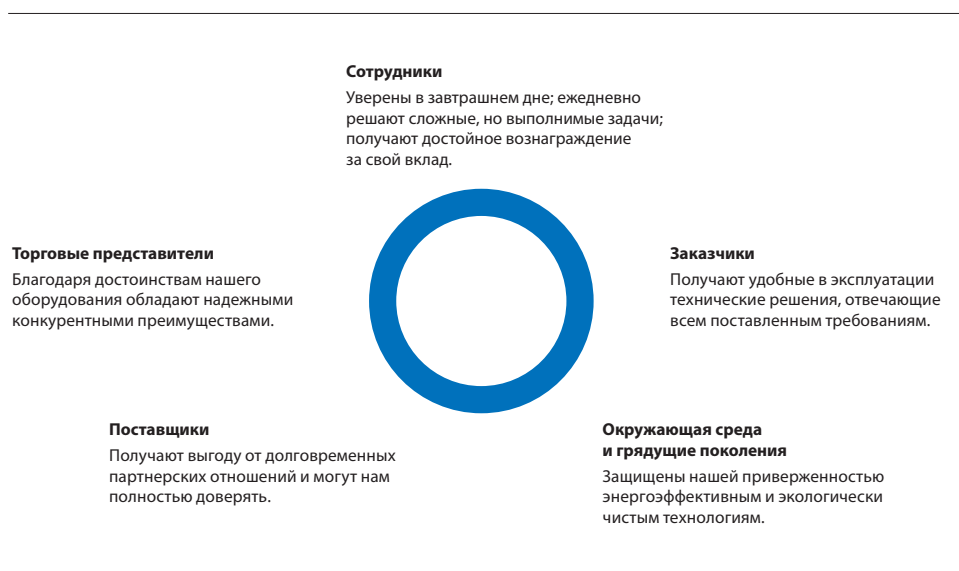 Сотрудники
Уверены в завтрашнем дне; ежедневно
решают сложные, но выполнимые задачи;
получают достойное вознаграждение
за свой вклад.
Торговые представители
Благодаря достоинствам нашего
оборудования обладают надежными
конкурентными преимуществами.
Заказчики
Получают удобные в эксплуатации
технические решения, отвечающие
всем поставленным требованиям.
Поставщики
Получают выгоду от долговременных
партнерских отношений и могут нам
полностью доверять.
Окружающая среда
и грядущие поколения
Защищены нашей приверженностью
энергоэффективным и экологически
чистым технологиям.